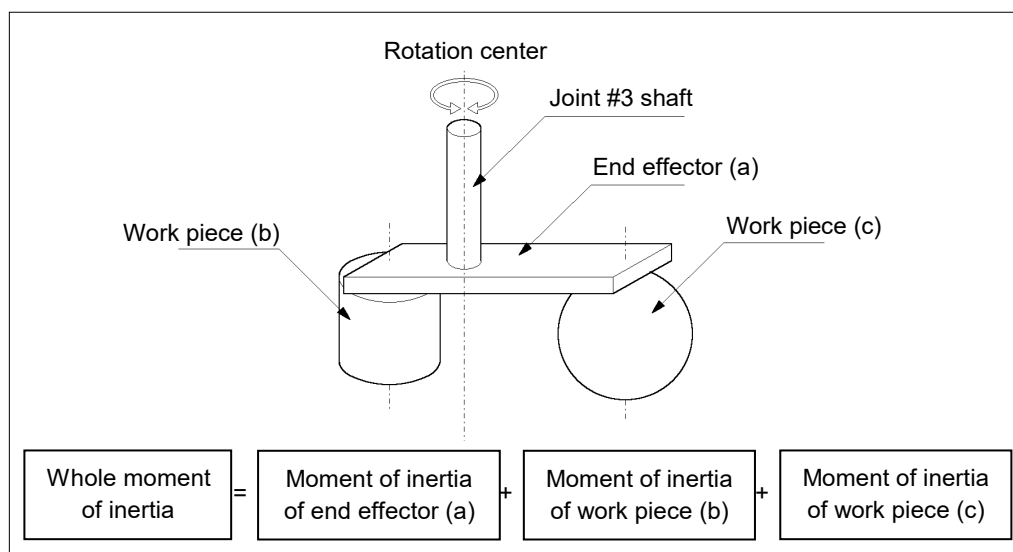 Rotation center
Joint #3 shaft
End effector (a)
Work piece (b)
Work piece (c)
Whole moment
of inertia
=
Moment of inertia
of end effector (a)
+
Moment of inertia
of work piece (b)
+
Moment of inertia
of work piece (c)